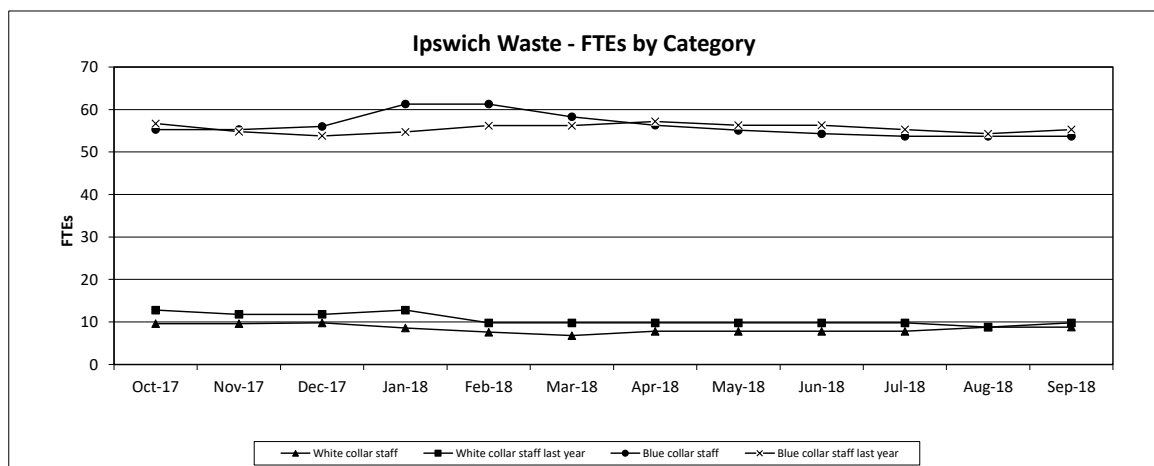 Ipswich Waste - FTEs by Category
70
60
50
40
30
20
10
0
FTEs
Oct-17 Nov-17 Dec-17 Jan-18 Feb-18 Mar-18 Apr-18 May-18 Jun-18 Jul-18 Aug-18 Sep-18
White collar staff White collar staff last year Blue collar staff Blue collar staff last year